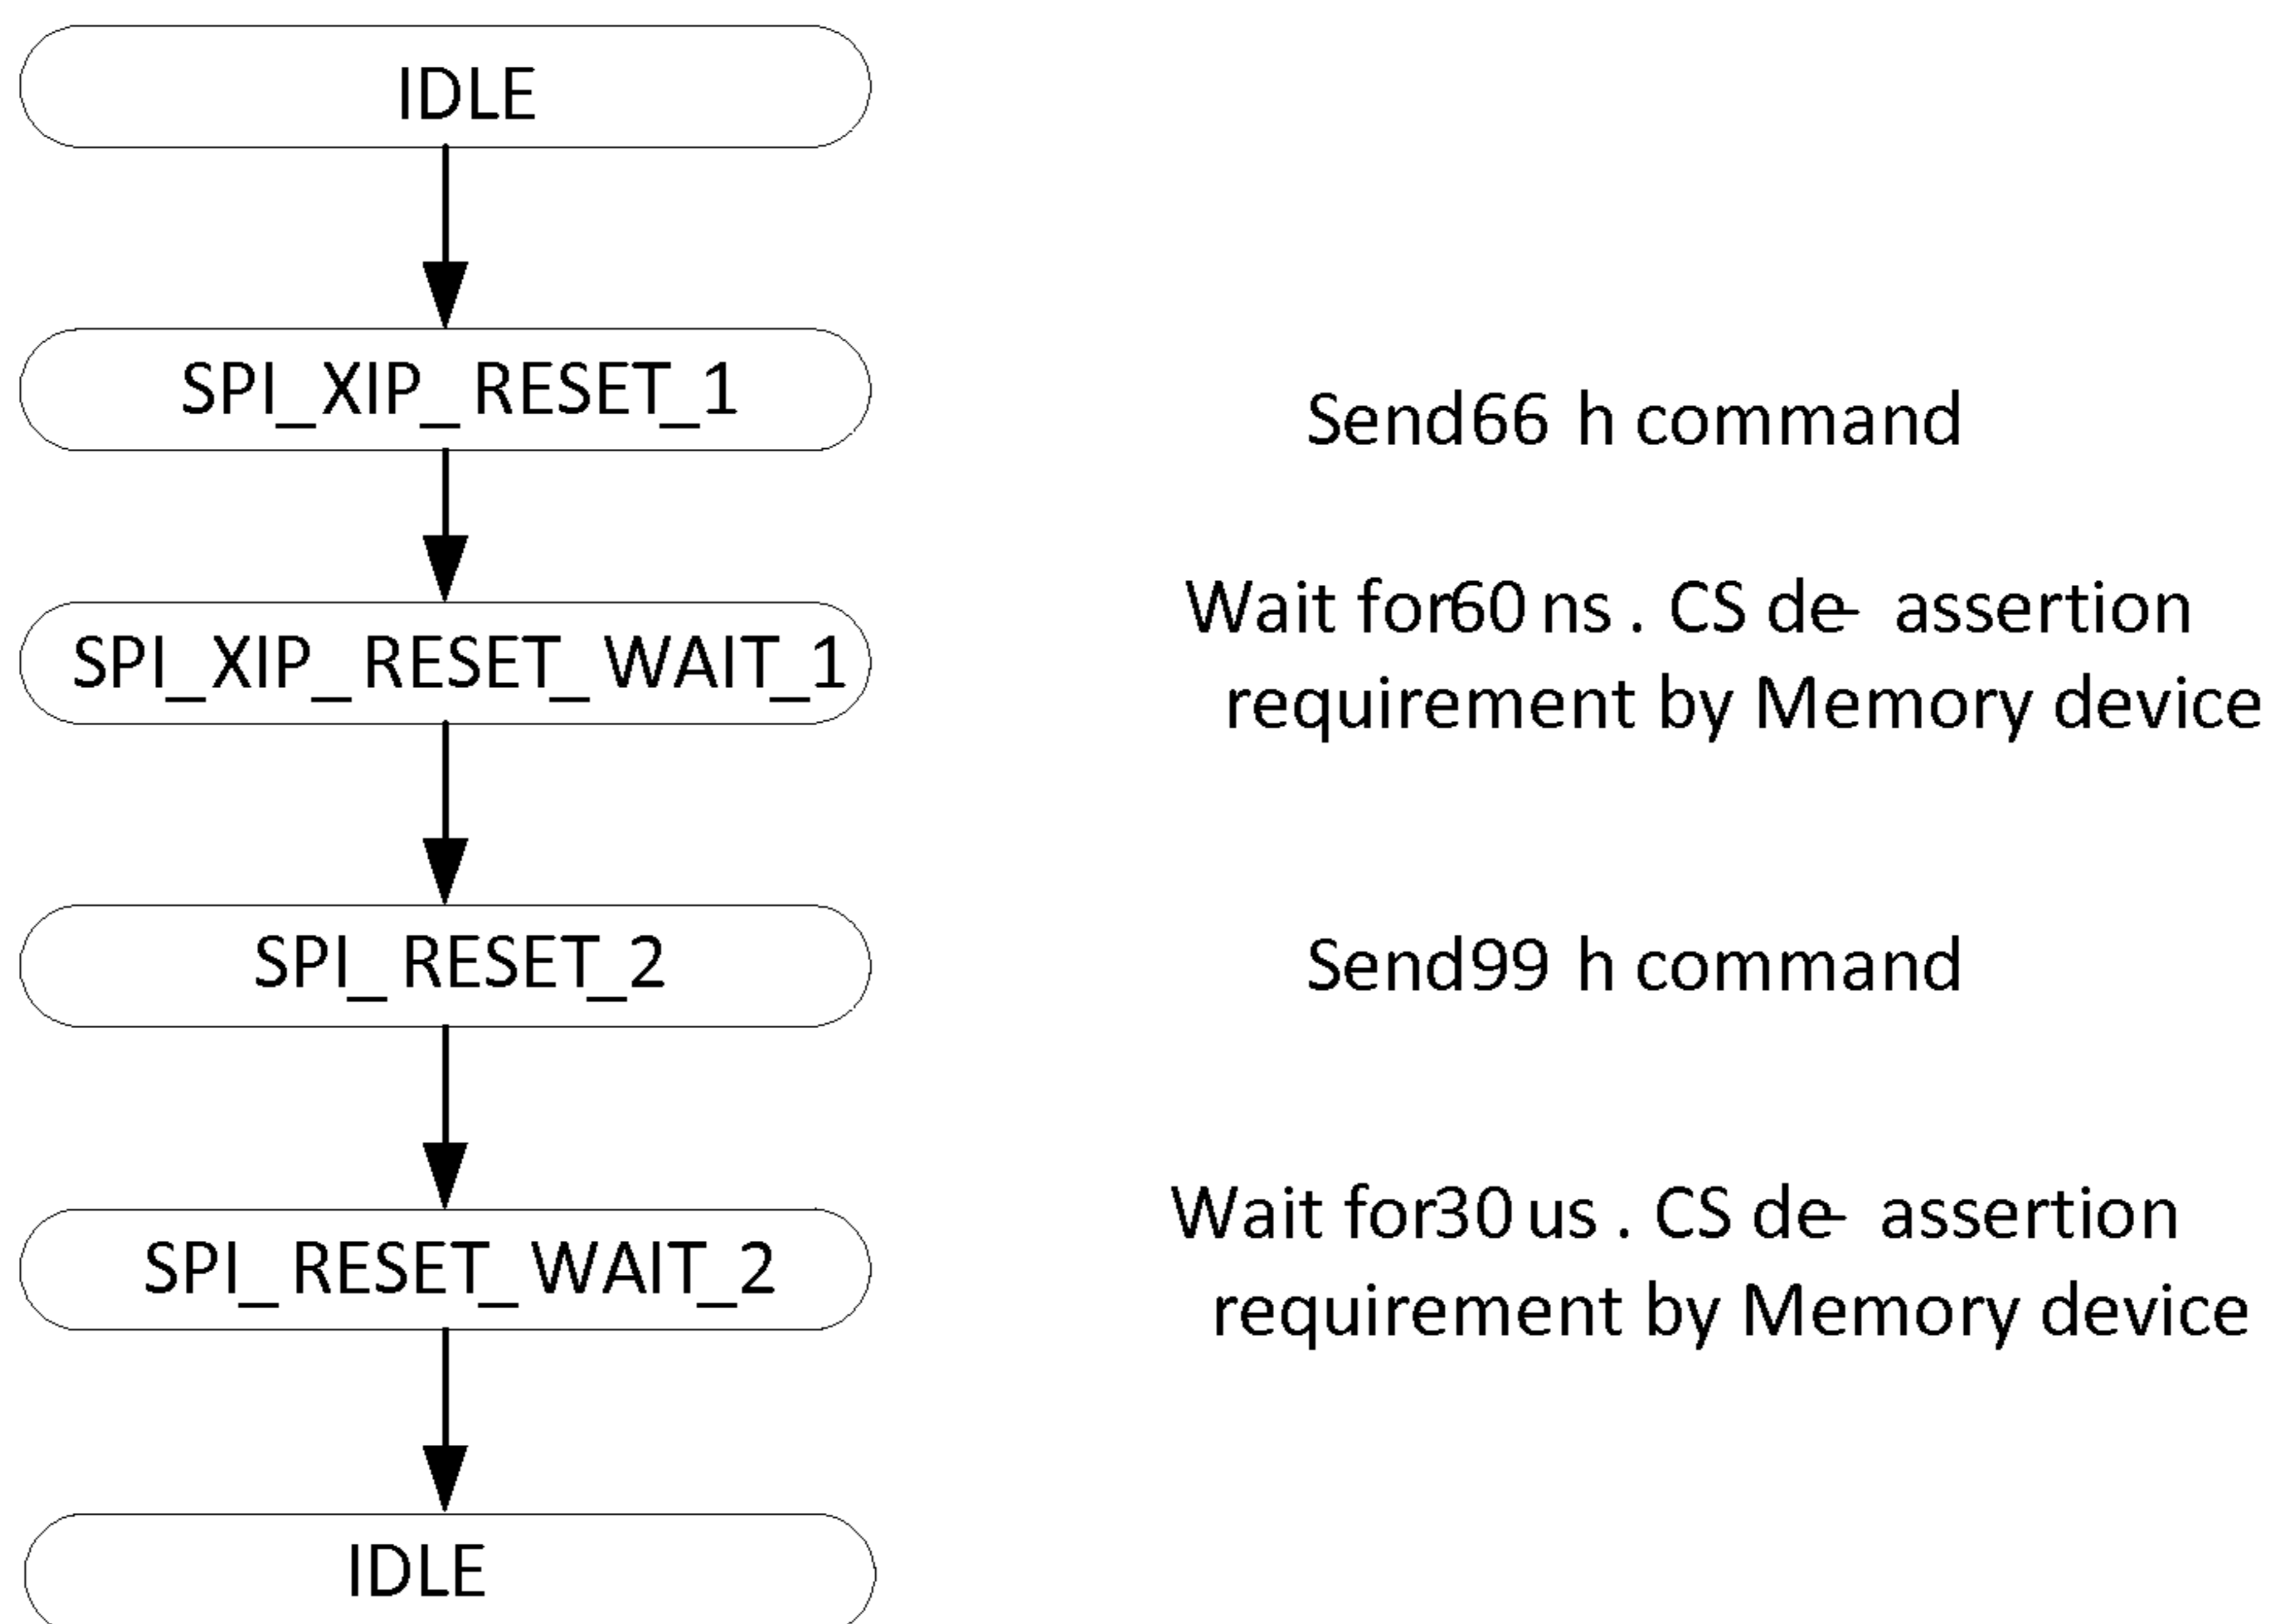 IDLE
SPI_XIP_RESET_1
Send66 h command
SPI_XIP_RESET_WAIT_1
Wait for60 ns . CS de- assertion
requirement by Memory device
SPI_RESET_2
Send99 h command
SPI_RESET_WAIT_2
Wait for30 us . CS de- assertion
requirement by Memory device
IDLE